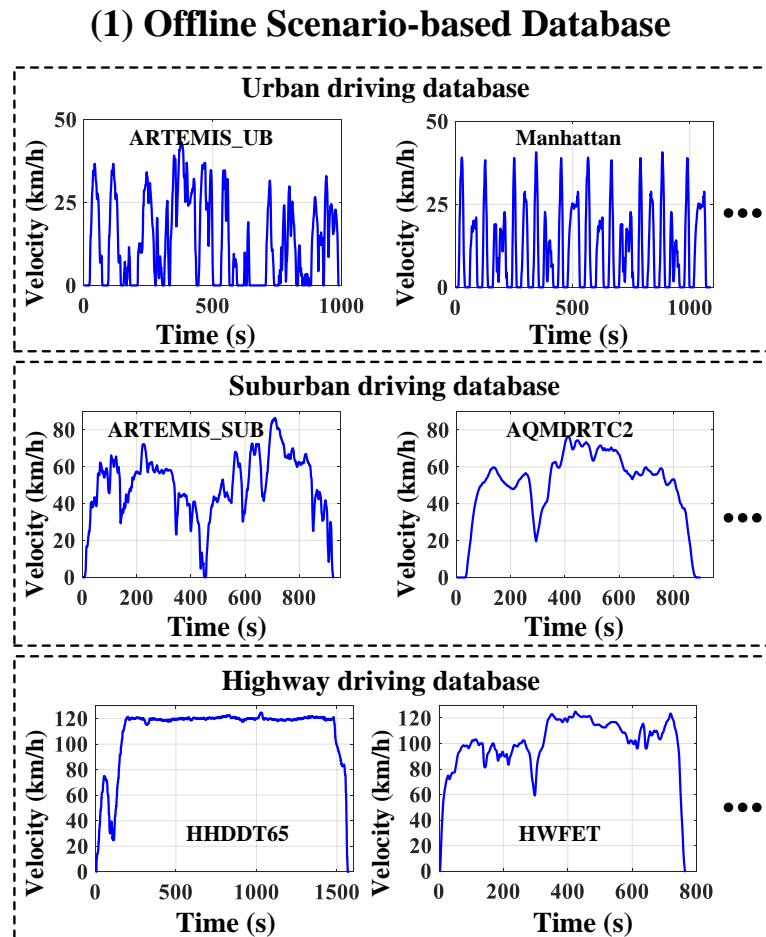 (1) Offline Scenario-based Database
Urban driving database
ARTEMIS_UB
Velocity (km/h)
50
25
0
0 500 1000
Time (s)
Manhattan
Velocity (km/h)
50
25
0
0 500 1000
Time (s)
Suburban driving database
ARTEMIS_SUB
Velocity (km/h)
80
60
40
20
0
0 200 400 600 800
Time (s)
AQMDRTC2
Velocity (km/h)
80
60
40
20
0
0 200 400 600 800
Time (s)
Highway driving database
HHDDT65
Velocity (km/h)
120
100
80
60
40
20
0
0 500 1000 1500
Time (s)
HWFET
Velocity (km/h)
120
100
80
60
40
20
0
0 200 400 600 800
Time (s)